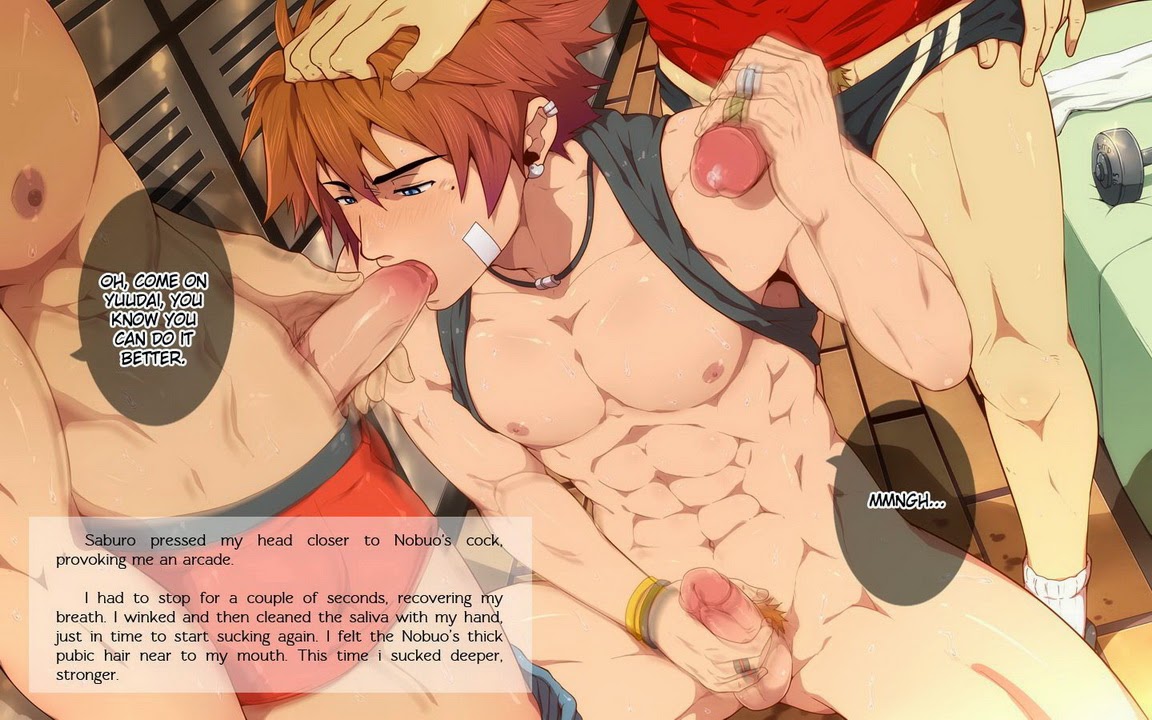 OH, COME ON
YUUDAI, YOU
KNOW YOU
CAN DO IT
BETTER.
MMNGH...
Saburo pressed my head closer to Nobuo's cock,
provoking me an arcade.
I had to stop for a couple of seconds, recovering my
breath. I winked and then cleaned the saliva with my hand,
just in time to start sucking again. I felt the Nobuo's thick
pubic hair near to my mouth. This time i sucked deeper,
stronger.